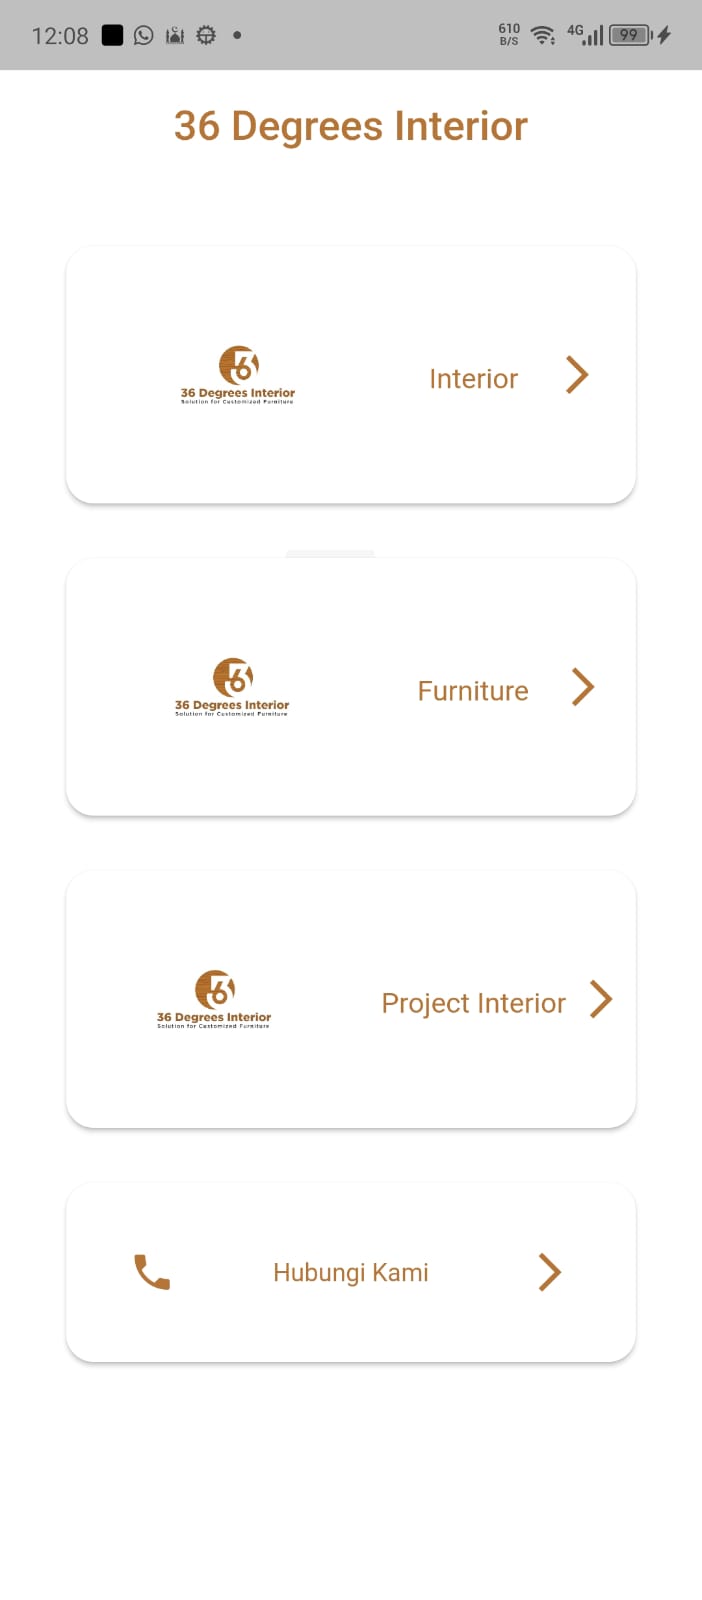 12:08
610 B/S 4G 99
36 Degrees Interior
36 Degrees Interior
Solution for Customized Furniture
Interior
36 Degrees Interior
Solution for Customized Furniture
Furniture
36 Degrees Interior
Solution for Customized Furniture
Project Interior
Hubungi Kami